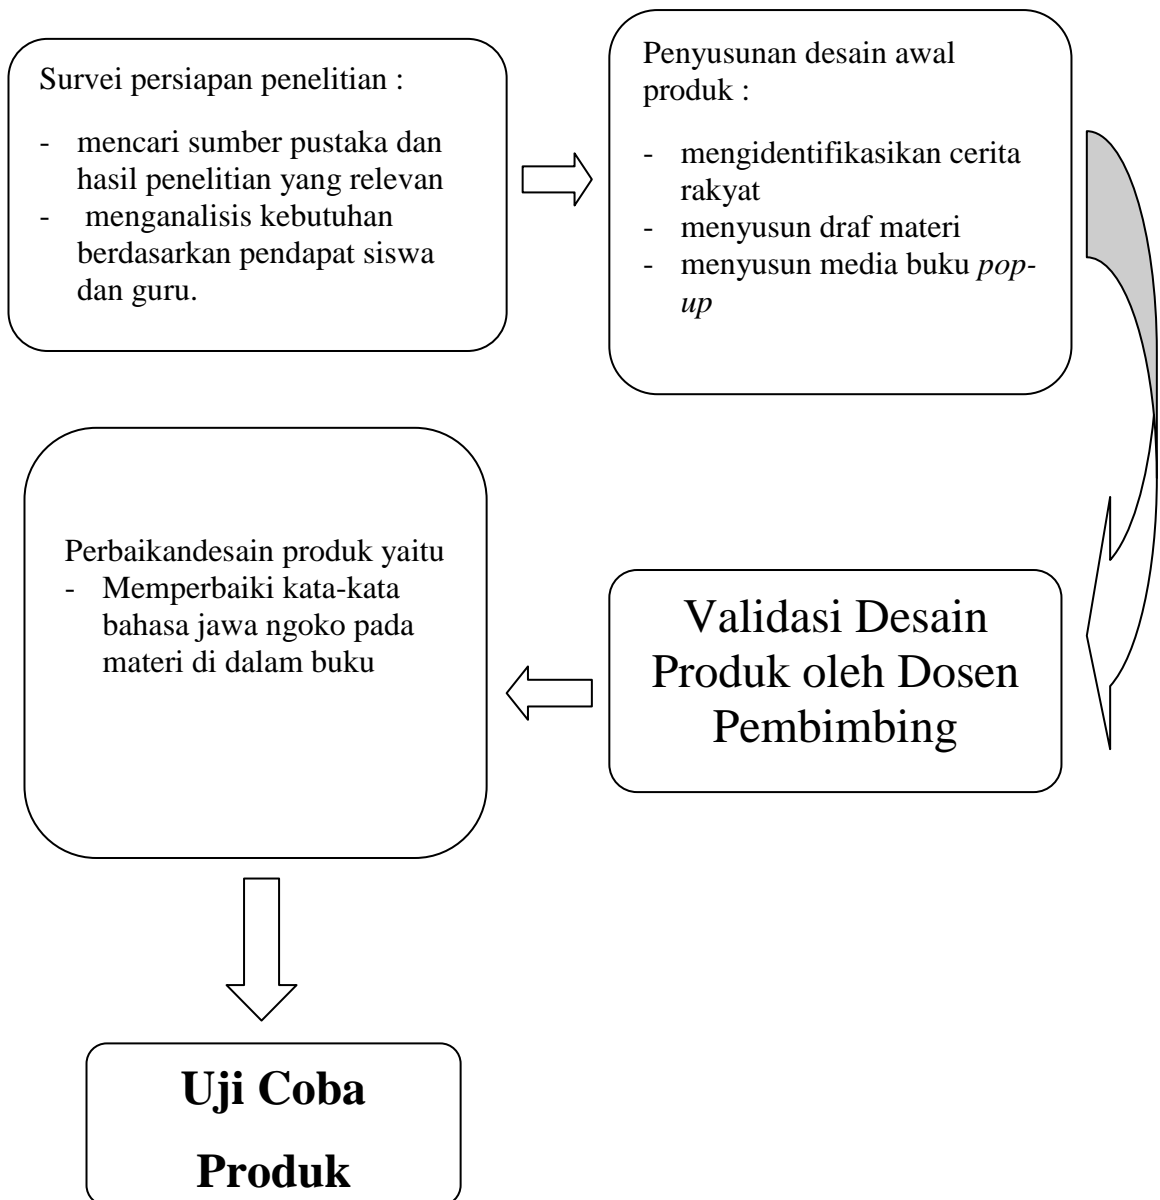 Survei persiapan penelitian :
- mencari sumber pustaka dan
hasil penelitian yang relevan
- menganalisis kebutuhan
berdasarkan pendapat siswa
dan guru.
Penyusunan desain awal
produk :
- mengidentifikasikan cerita
rakyat
- menyusun draf materi
- menyusun media buku pop-
up
Validasi Desain
Produk oleh Dosen
Pembimbing
Perbaikandesain produk yaitu
- Memperbaiki kata-kata
bahasa jawa ngoko pada
materi di dalam buku
Uji Coba
Produk